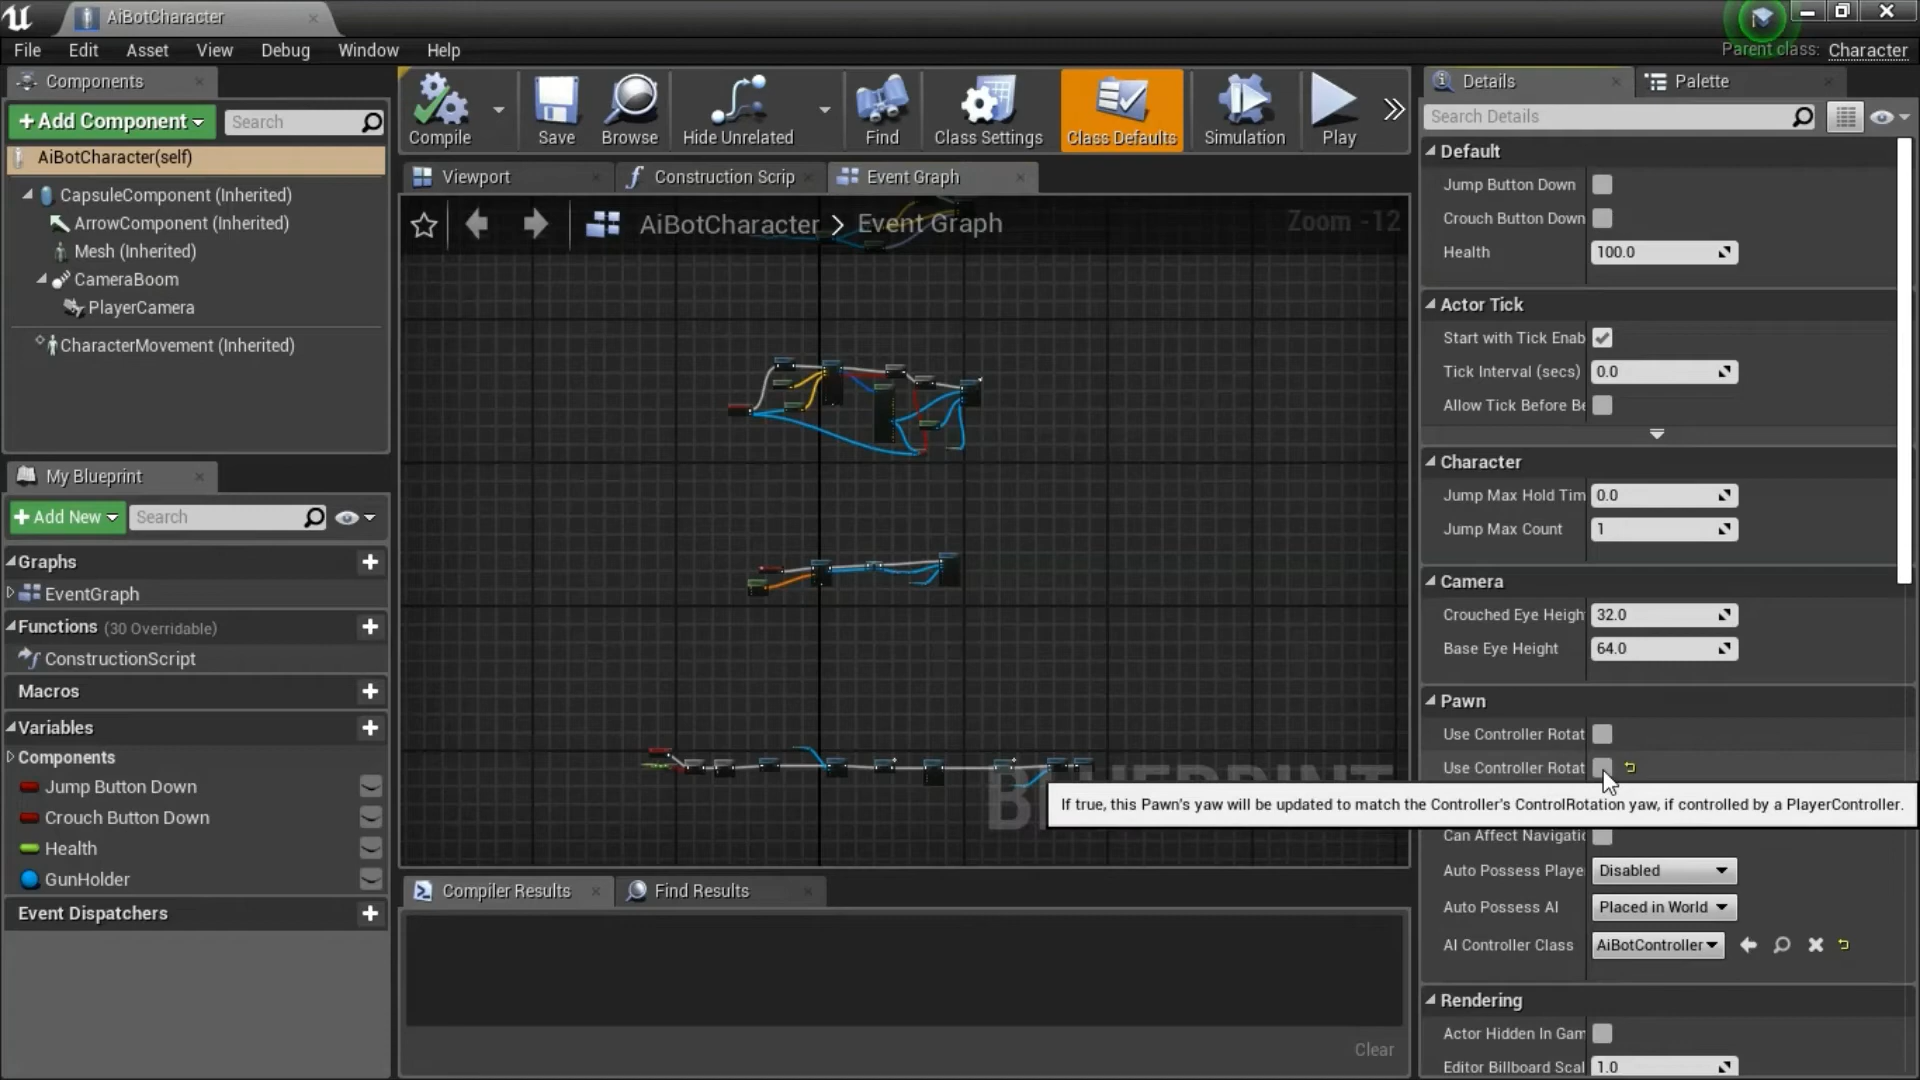 AiBotCharacter
File Edit Asset View Debug Window Help
Parent class: Character
Components
+ Add Component
Search
AiBotCharacter(self)
CapsuleComponent (Inherited)
ArrowComponent (Inherited)
Mesh (Inherited)
CameraBoom
PlayerCamera
CharacterMovement (Inherited)
My Blueprint
+ Add New
Search
Graphs
EventGraph
Functions (30 Overridable)
ConstructionScript
Macros
Variables
Components
Jump Button Down
Crouch Button Down
Health
GunHolder
Event Dispatchers
Compile
Save
Browse
Hide Unrelated
Find
Class Settings
Class Defaults
Simulation
Play
Viewport
Construction Scrip
Event Graph
AiBotCharacter > Event Graph
Zoom -12
If true, this Pawn's yaw will be updated to match the Controller's ControlRotation yaw, if controlled by a PlayerController.
Compiler Results
Find Results
Clear
Details
Palette
Search Details
Default
Jump Button Down
Crouch Button Down
Health 100.0
Actor Tick
Start with Tick Enab
Tick Interval (secs) 0.0
Allow Tick Before Be
Character
Jump Max Hold Tim 0.0
Jump Max Count 1
Camera
Crouched Eye Heigh 32.0
Base Eye Height 64.0
Pawn
Use Controller Rotat
Use Controller Rotat
Can Affect Navigatio
Auto Possess Playe Disabled
Auto Possess AI Placed in World
AI Controller Class AiBotController
Rendering
Actor Hidden In Gam
Editor Billboard Scal 1.0